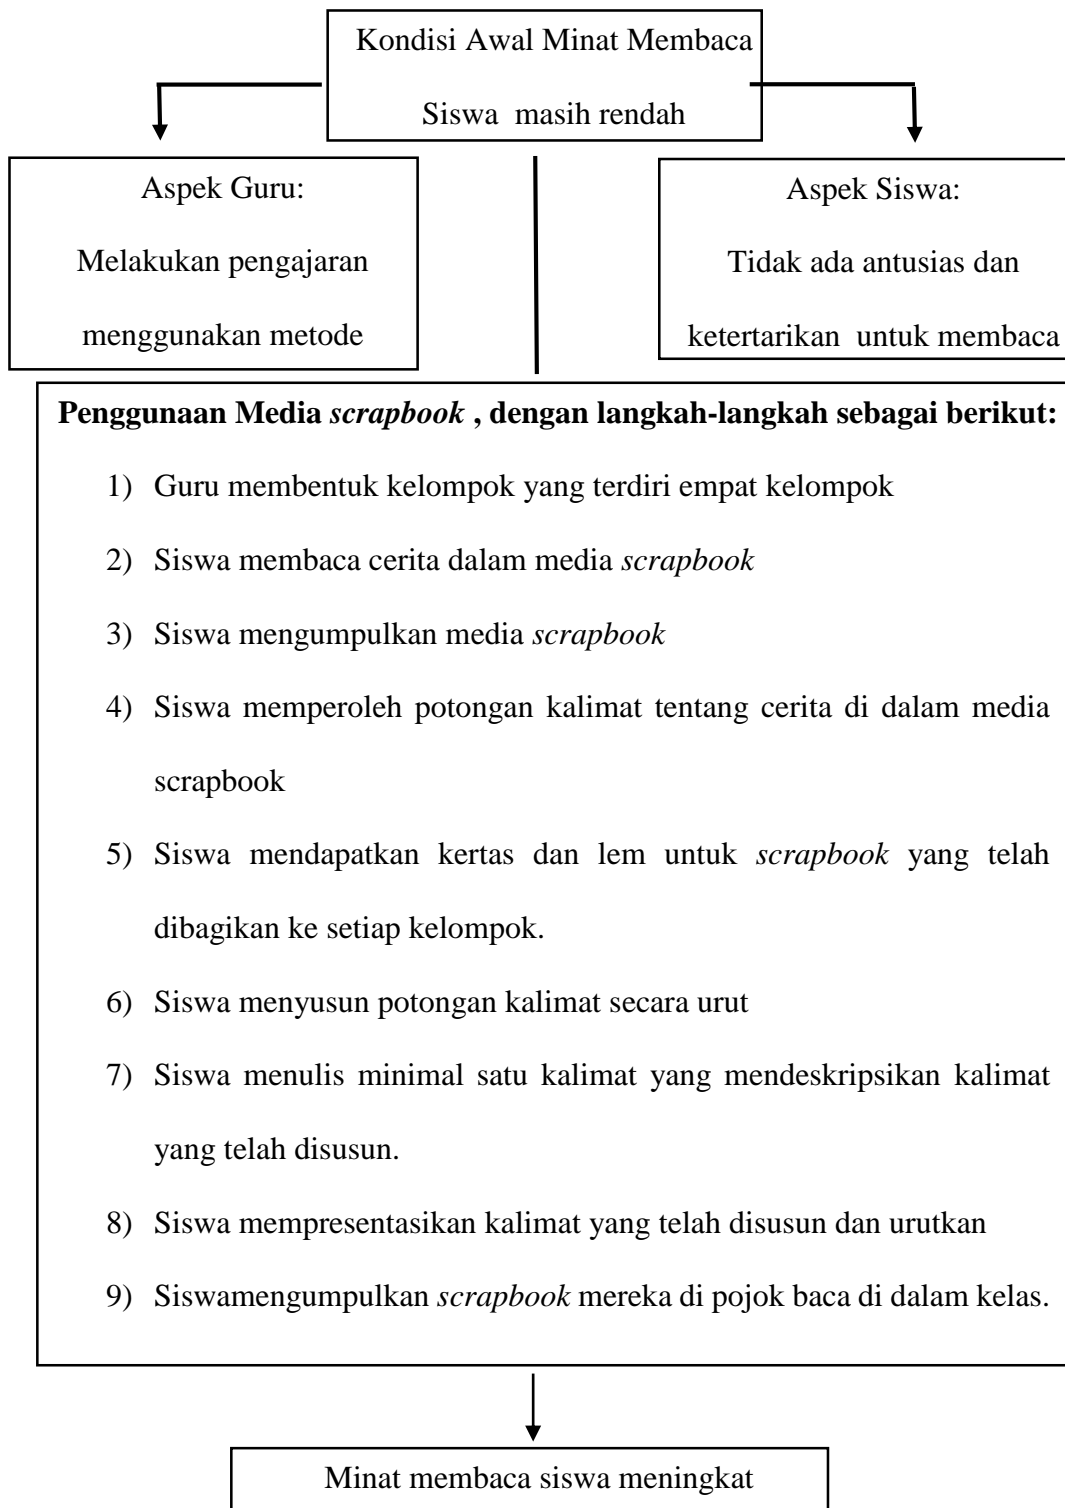 Kondisi Awal Minat Membaca
Siswa masih rendah
Aspek Guru:
Melakukan pengajaran
menggunakan metode
Aspek Siswa:
Tidak ada antusias dan
ketertarikan untuk membaca
Penggunaan Media scrapbook , dengan langkah-langkah sebagai berikut:
1) Guru membentuk kelompok yang terdiri empat kelompok
2) Siswa membaca cerita dalam media scrapbook
3) Siswa mengumpulkan media scrapbook
4) Siswa memperoleh potongan kalimat tentang cerita di dalam media
scrapbook
5) Siswa mendapatkan kertas dan lem untuk scrapbook yang telah
dibagikan ke setiap kelompok.
6) Siswa menyusun potongan kalimat secara urut
7) Siswa menulis minimal satu kalimat yang mendeskripsikan kalimat
yang telah disusun.
8) Siswa mempresentasikan kalimat yang telah disusun dan urutkan
9) Siswamengumpulkan scrapbook mereka di pojok baca di dalam kelas.
Minat membaca siswa meningkat